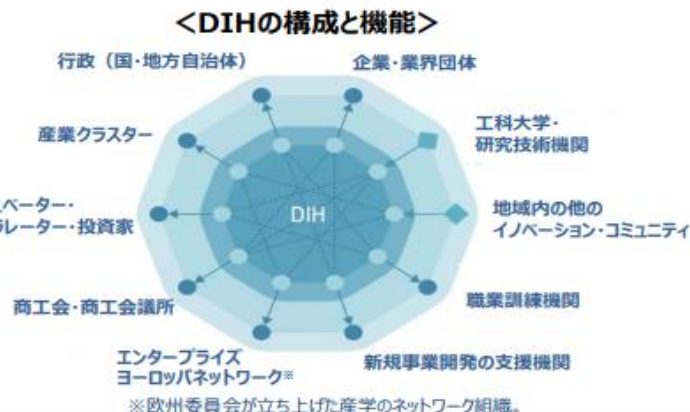 ＜DIHの構成と機能＞
行政（国・地方自治体）
企業・業界団体
産業クラスター
工科大学・
研究技術機関
ベーター・
レーター・投資家
DIH
地域内の他の
イノベーション・コミュニティ
商工会・商工会議所
職業訓練機関
エンタープライズ
ヨーロッパネットワーク※
新規事業開発の支援機関
※欧州委員会が立ち上げた産学のネットワーク組織。